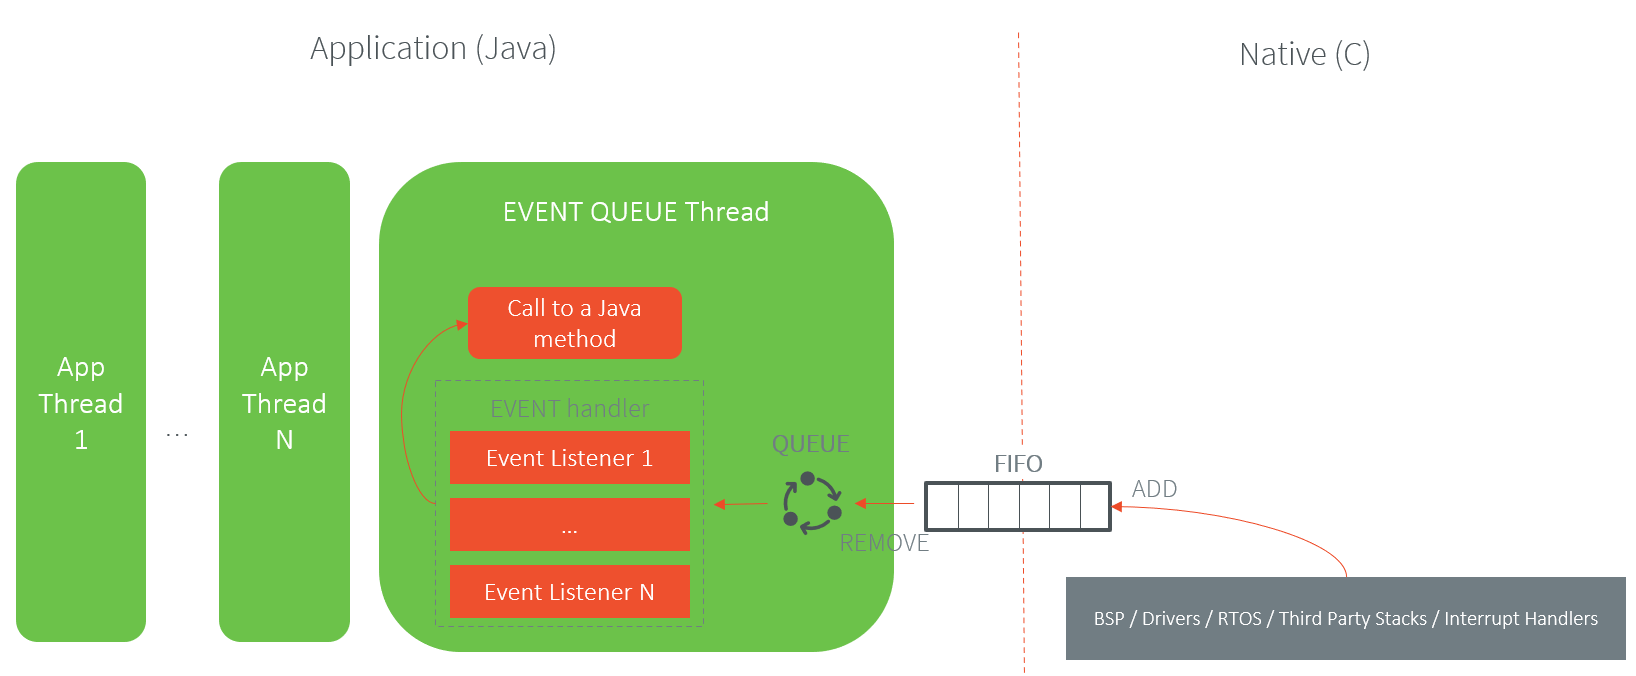 Application (Java)
Native (C)
EVENT QUEUE Thread
Call to a Java
method
App
Thread
1
...
App
Thread
N
EVENT handler
Event Listener 1
...
Event Listener N
QUEUE
REMOVE
FIFO
ADD
BSP / Drivers / RTOS / Third Party Stacks / Interrupt Handlers